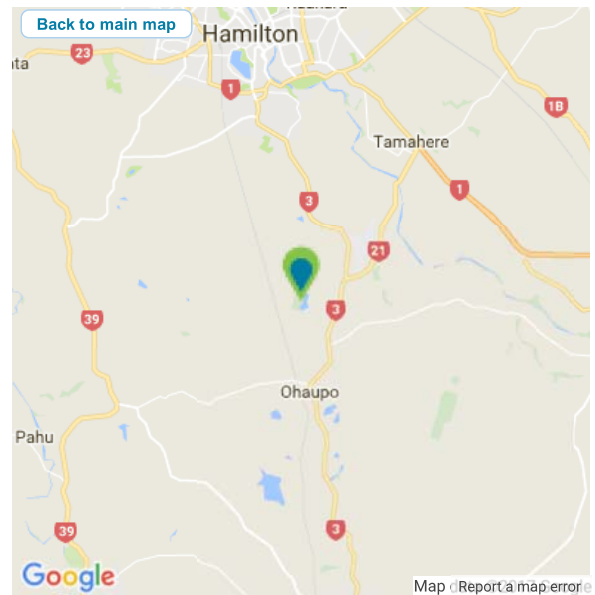 Back to main map
Hamilton
23
1
1B
Tamahere
3
1
21
3
39
Ohaupo
Pahu
3
39
Google
Map
Report a map error